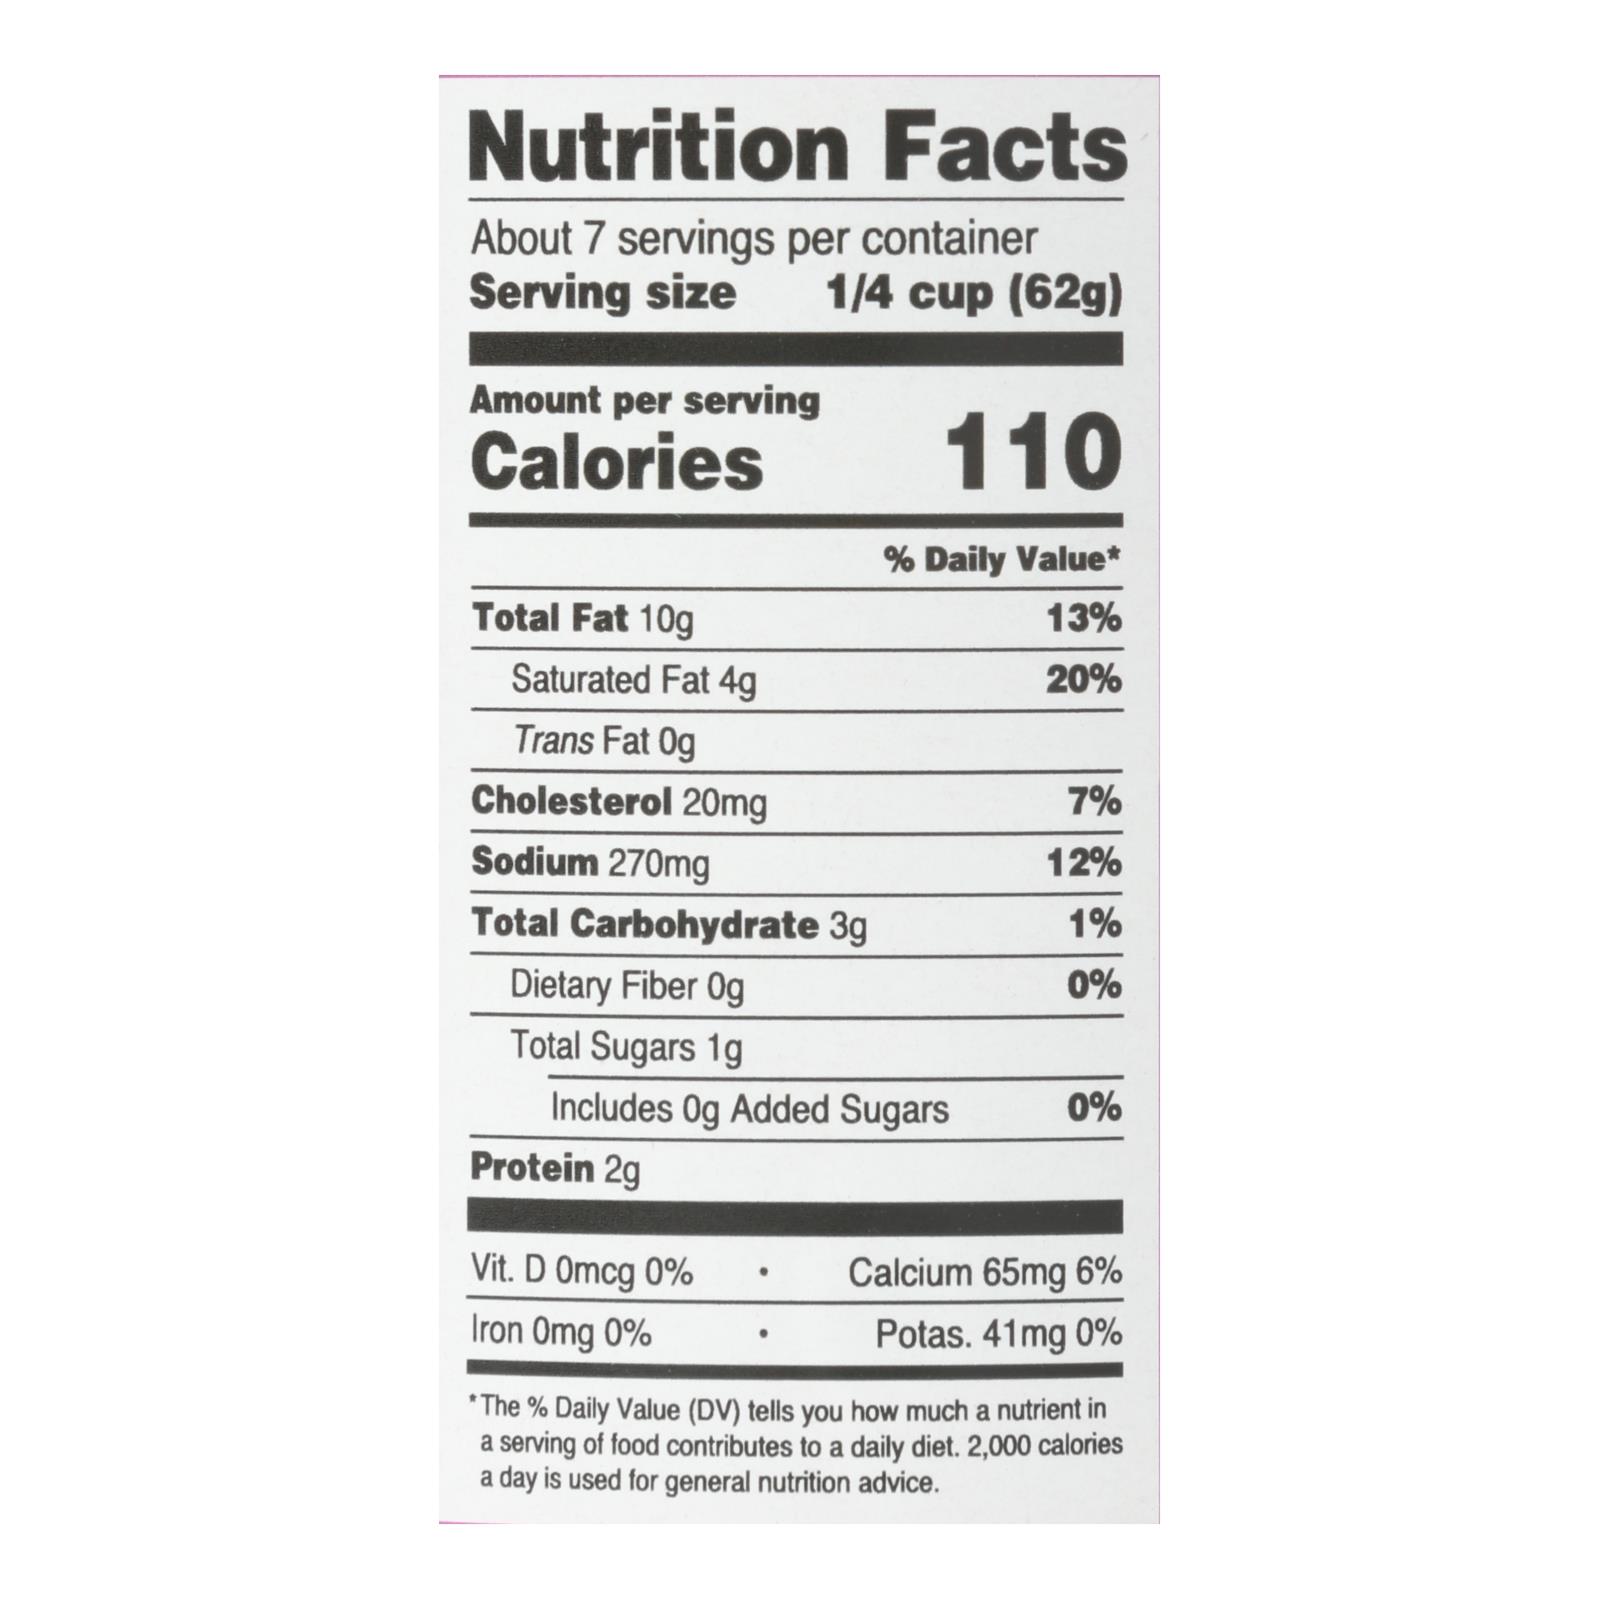 Nutrition Facts
About 7 servings per container
Serving size 1/4 cup (62g)
Amount per serving
Calories 110
% Daily Value*
Total Fat 10g 13%
Saturated Fat 4g 20%
Trans Fat 0g
Cholesterol 20mg 7%
Sodium 270mg 12%
Total Carbohydrate 3g 1%
Dietary Fiber 0g 0%
Total Sugars 1g
Includes 0g Added Sugars 0%
Protein 2g
Vit. D 0mcg 0% • Calcium 65mg 6%
Iron 0mg 0% • Potas. 41mg 0%
*The % Daily Value (DV) tells you how much a nutrient in
a serving of food contributes to a daily diet. 2,000 calories
a day is used for general nutrition advice.